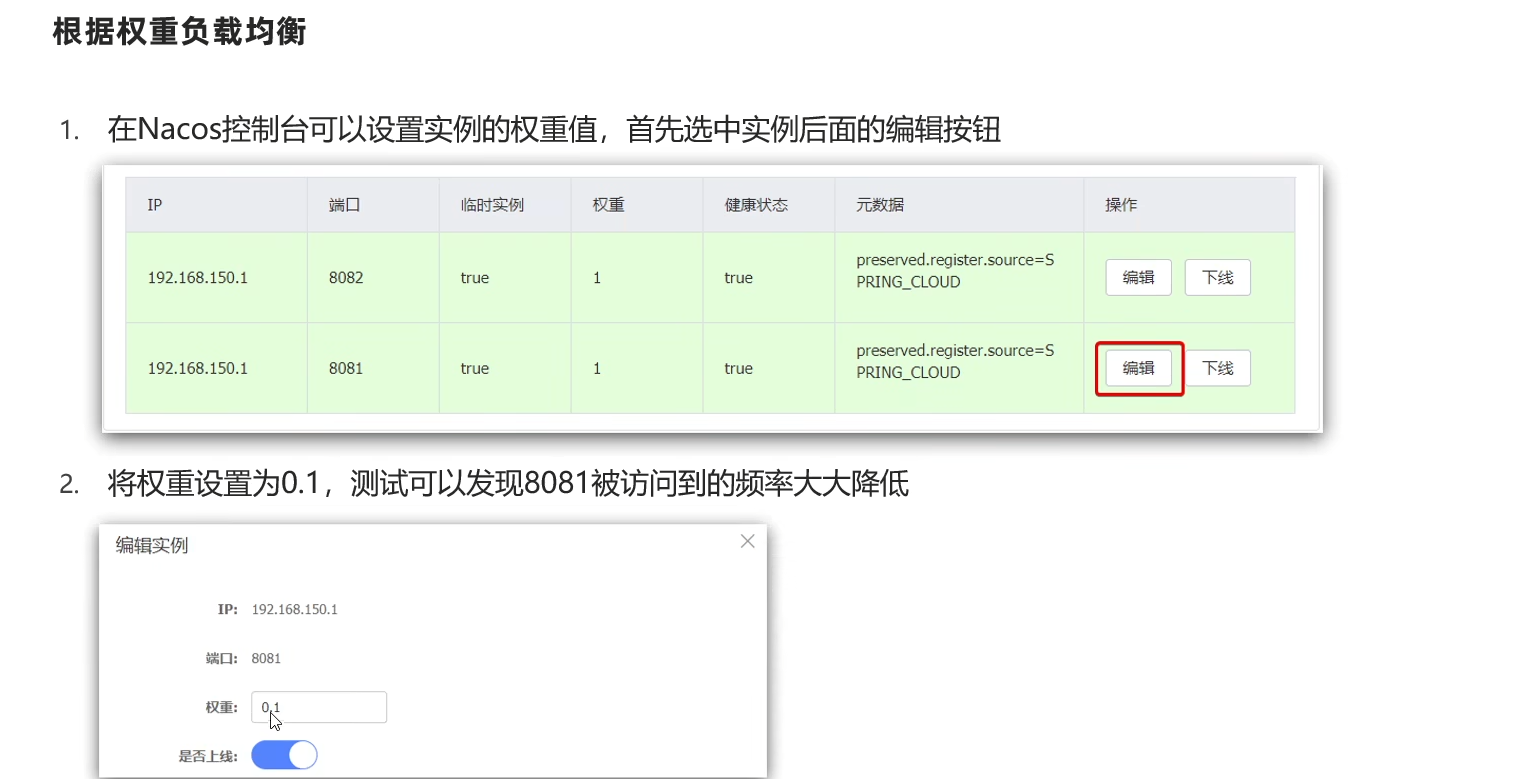 根据权重负载均衡
1. 在Nacos控制台可以设置实例的权重值，首先选中实例后面的编辑按钮
IP 端口 临时实例 权重 健康状态 元数据 操作
192.168.150.1 8082 true 1 true preserved.register.source=S
PRING_CLOUD 编辑 下线
192.168.150.1 8081 true 1 true preserved.register.source=S
PRING_CLOUD 编辑 下线
2. 将权重设置为0.1，测试可以发现8081被访问到的频率大大降低
编辑实例
IP: 192.168.150.1
端口: 8081
权重: 0.1
是否上线: